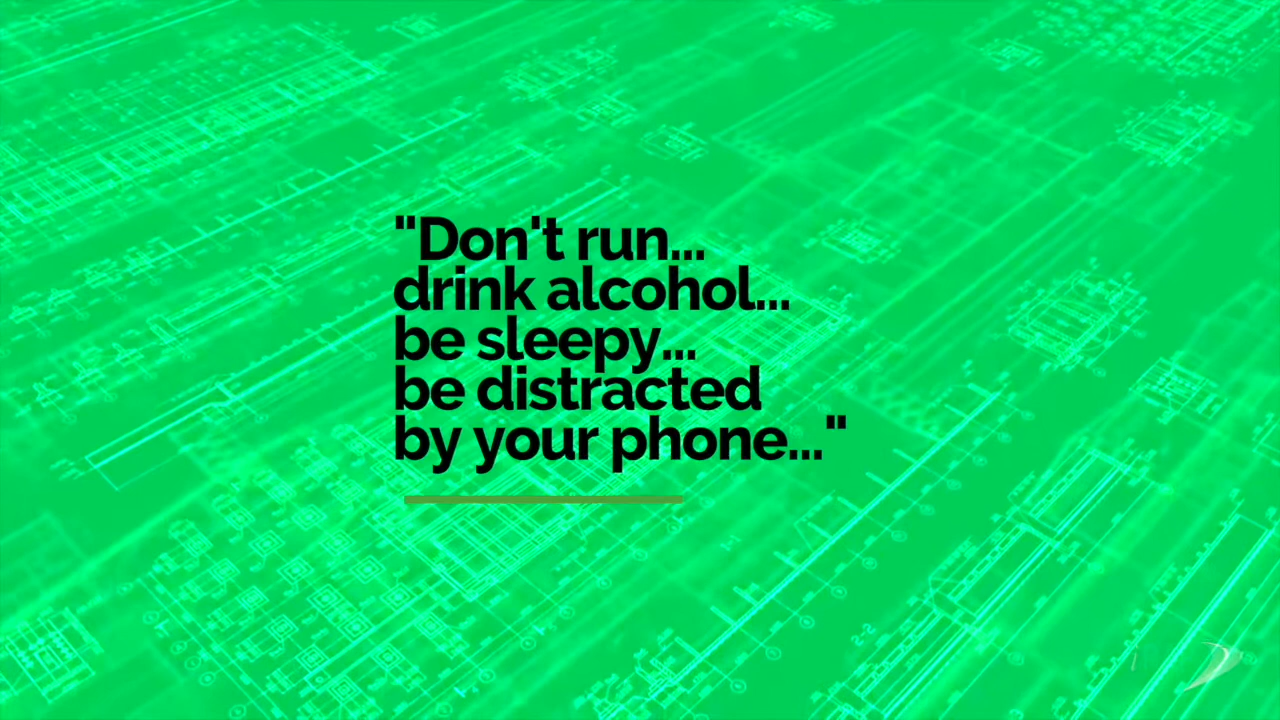 "Don't run...
drink alcohol...
be sleepy...
be distracted
by your phone..."